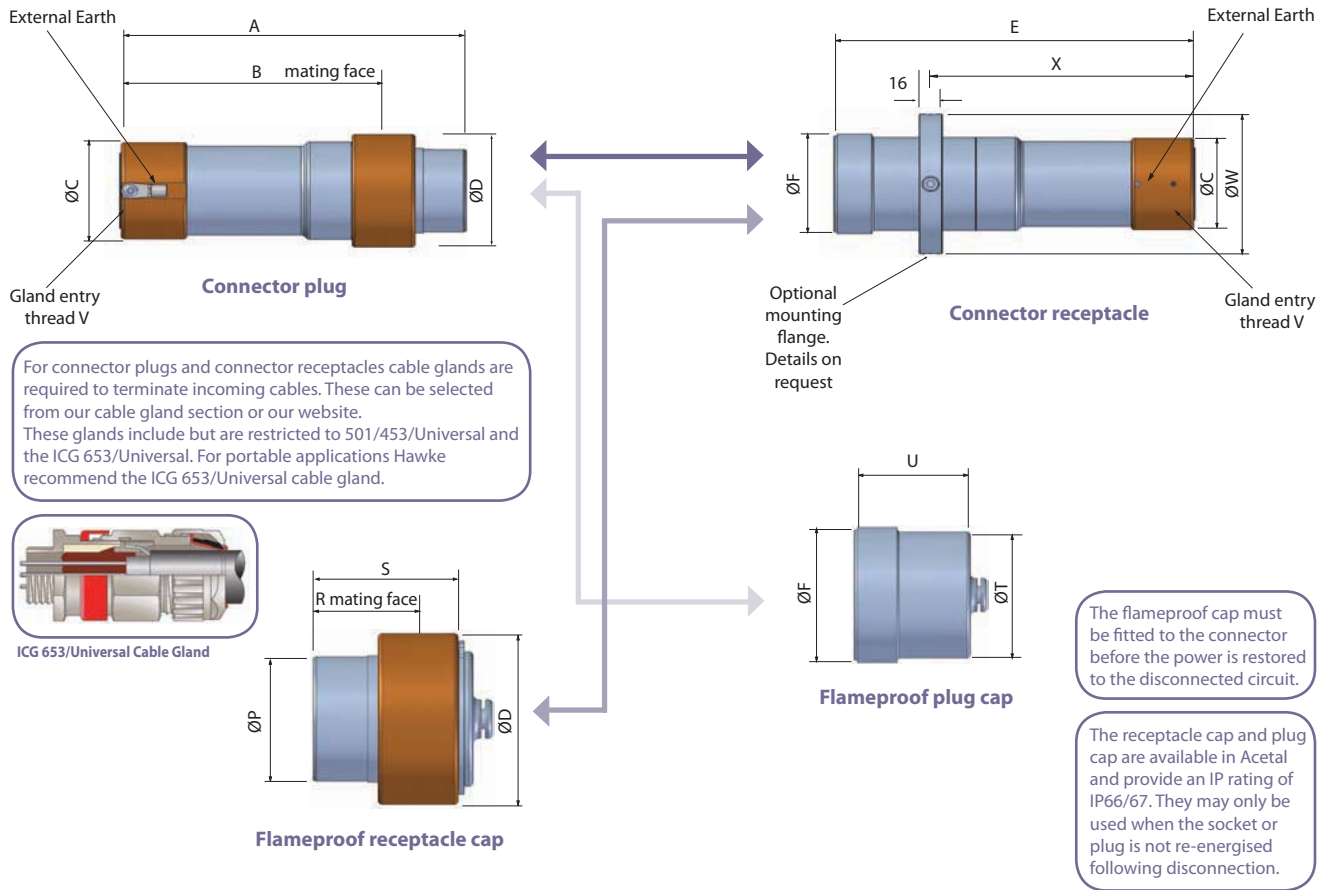 External Earth
A
B mating face
ØC
ØD
Gland entry
thread V
Connector plug
External Earth
E
X
16
ØF
ØC
ØW
Optional
mounting
flange.
Details on
request
Connector receptacle
Gland entry
thread V
For connector plugs and connector receptacles cable glands are
required to terminate incoming cables. These can be selected
from our cable gland section or our website.
These glands include but are restricted to 501/453/Universal and
the ICG 653/Universal. For portable applications Hawke
recommend the ICG 653/Universal cable gland.
ICG 653/Universal Cable Gland
S
R mating face
ØP
ØD
Flameproof receptacle cap
U
ØF
ØT
Flameproof plug cap
The flameproof cap must
be fitted to the connector
before the power is restored
to the disconnected circuit.
The receptacle cap and plug
cap are available in Acetal
and provide an IP rating of
IP66/67. They may only be
used when the socket or
plug is not re-energised
following disconnection.